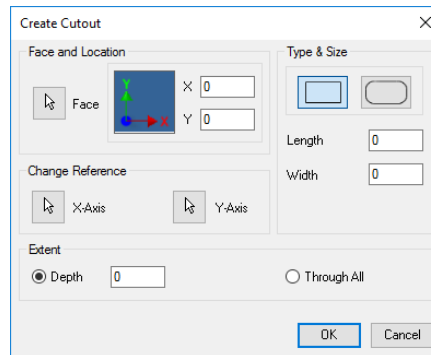 Create Cutout
Face and Location
Face
Y
X
X 0
Y 0
Type & Size
Length 0
Width 0
Change Reference
X-Axis
Y-Axis
Extent
Depth 0
Through All
OK
Cancel